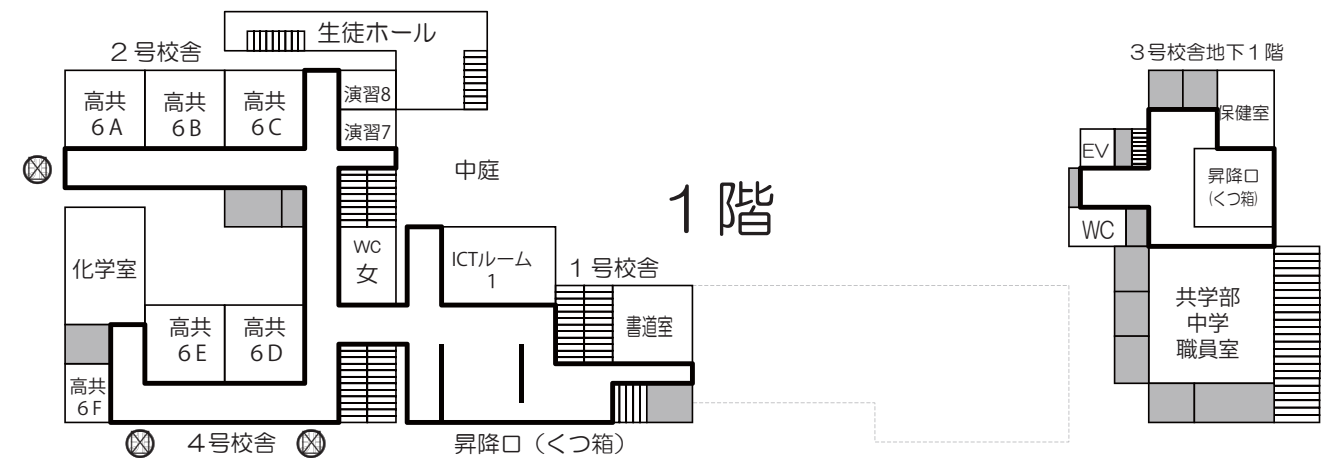 生徒ホール
２号校舎
高共
６A
高共
６B
高共
６C
演習８
演習７
中庭
化学室
WC
女
ICTルーム
１
１号校舎
書道室
高共
６E
高共
６D
高共
６F
４号校舎
昇降口（くつ箱）
１階
３号校舎地下１階
保健室
EV
昇降口
（くつ箱）
WC
共学部
中学
職員室